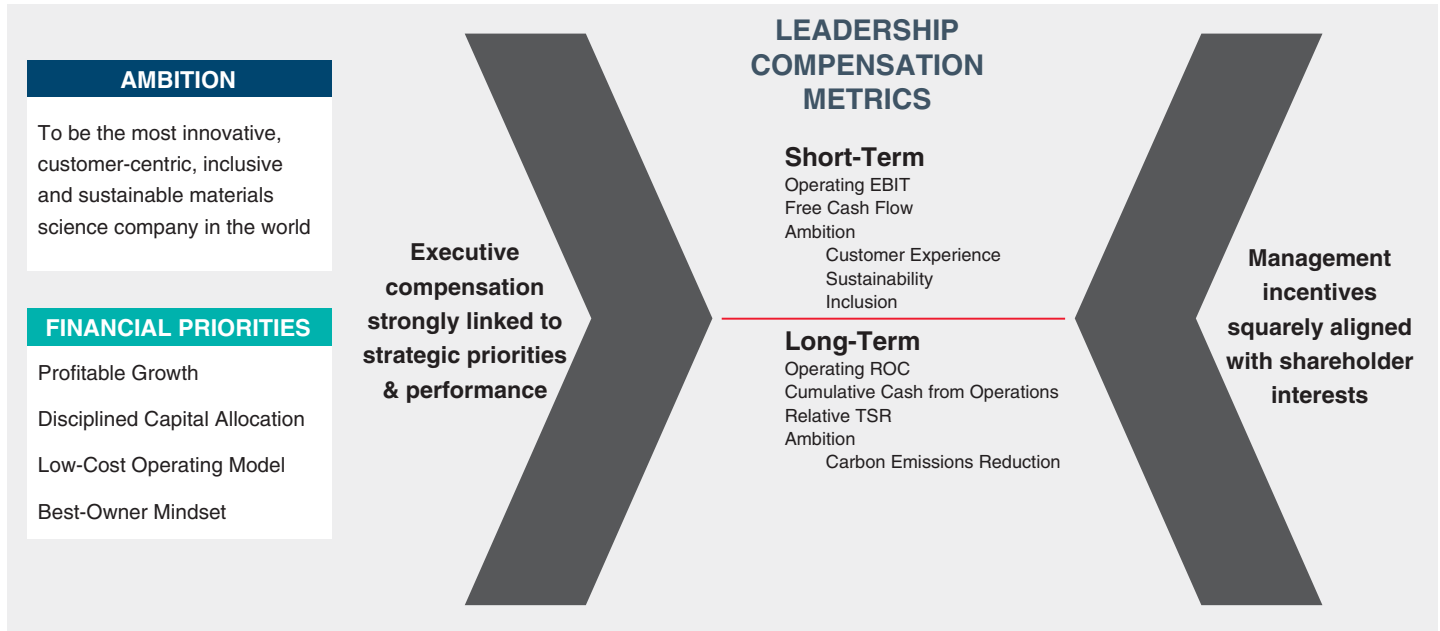 AMBITION
To be the most innovative,
customer-centric, inclusive
and sustainable materials
science company in the world
FINANCIAL PRIORITIES
Profitable Growth
Disciplined Capital Allocation
Low-Cost Operating Model
Best-Owner Mindset
Executive
compensation
strongly linked to
strategic priorities
& performance
LEADERSHIP
COMPENSATION
METRICS
Short-Term
Operating EBIT
Free Cash Flow
Ambition
Customer Experience
Sustainability
Inclusion
Long-Term
Operating ROC
Cumulative Cash from Operations
Relative TSR
Ambition
Carbon Emissions Reduction
Management
incentives
squarely aligned
with shareholder
interests